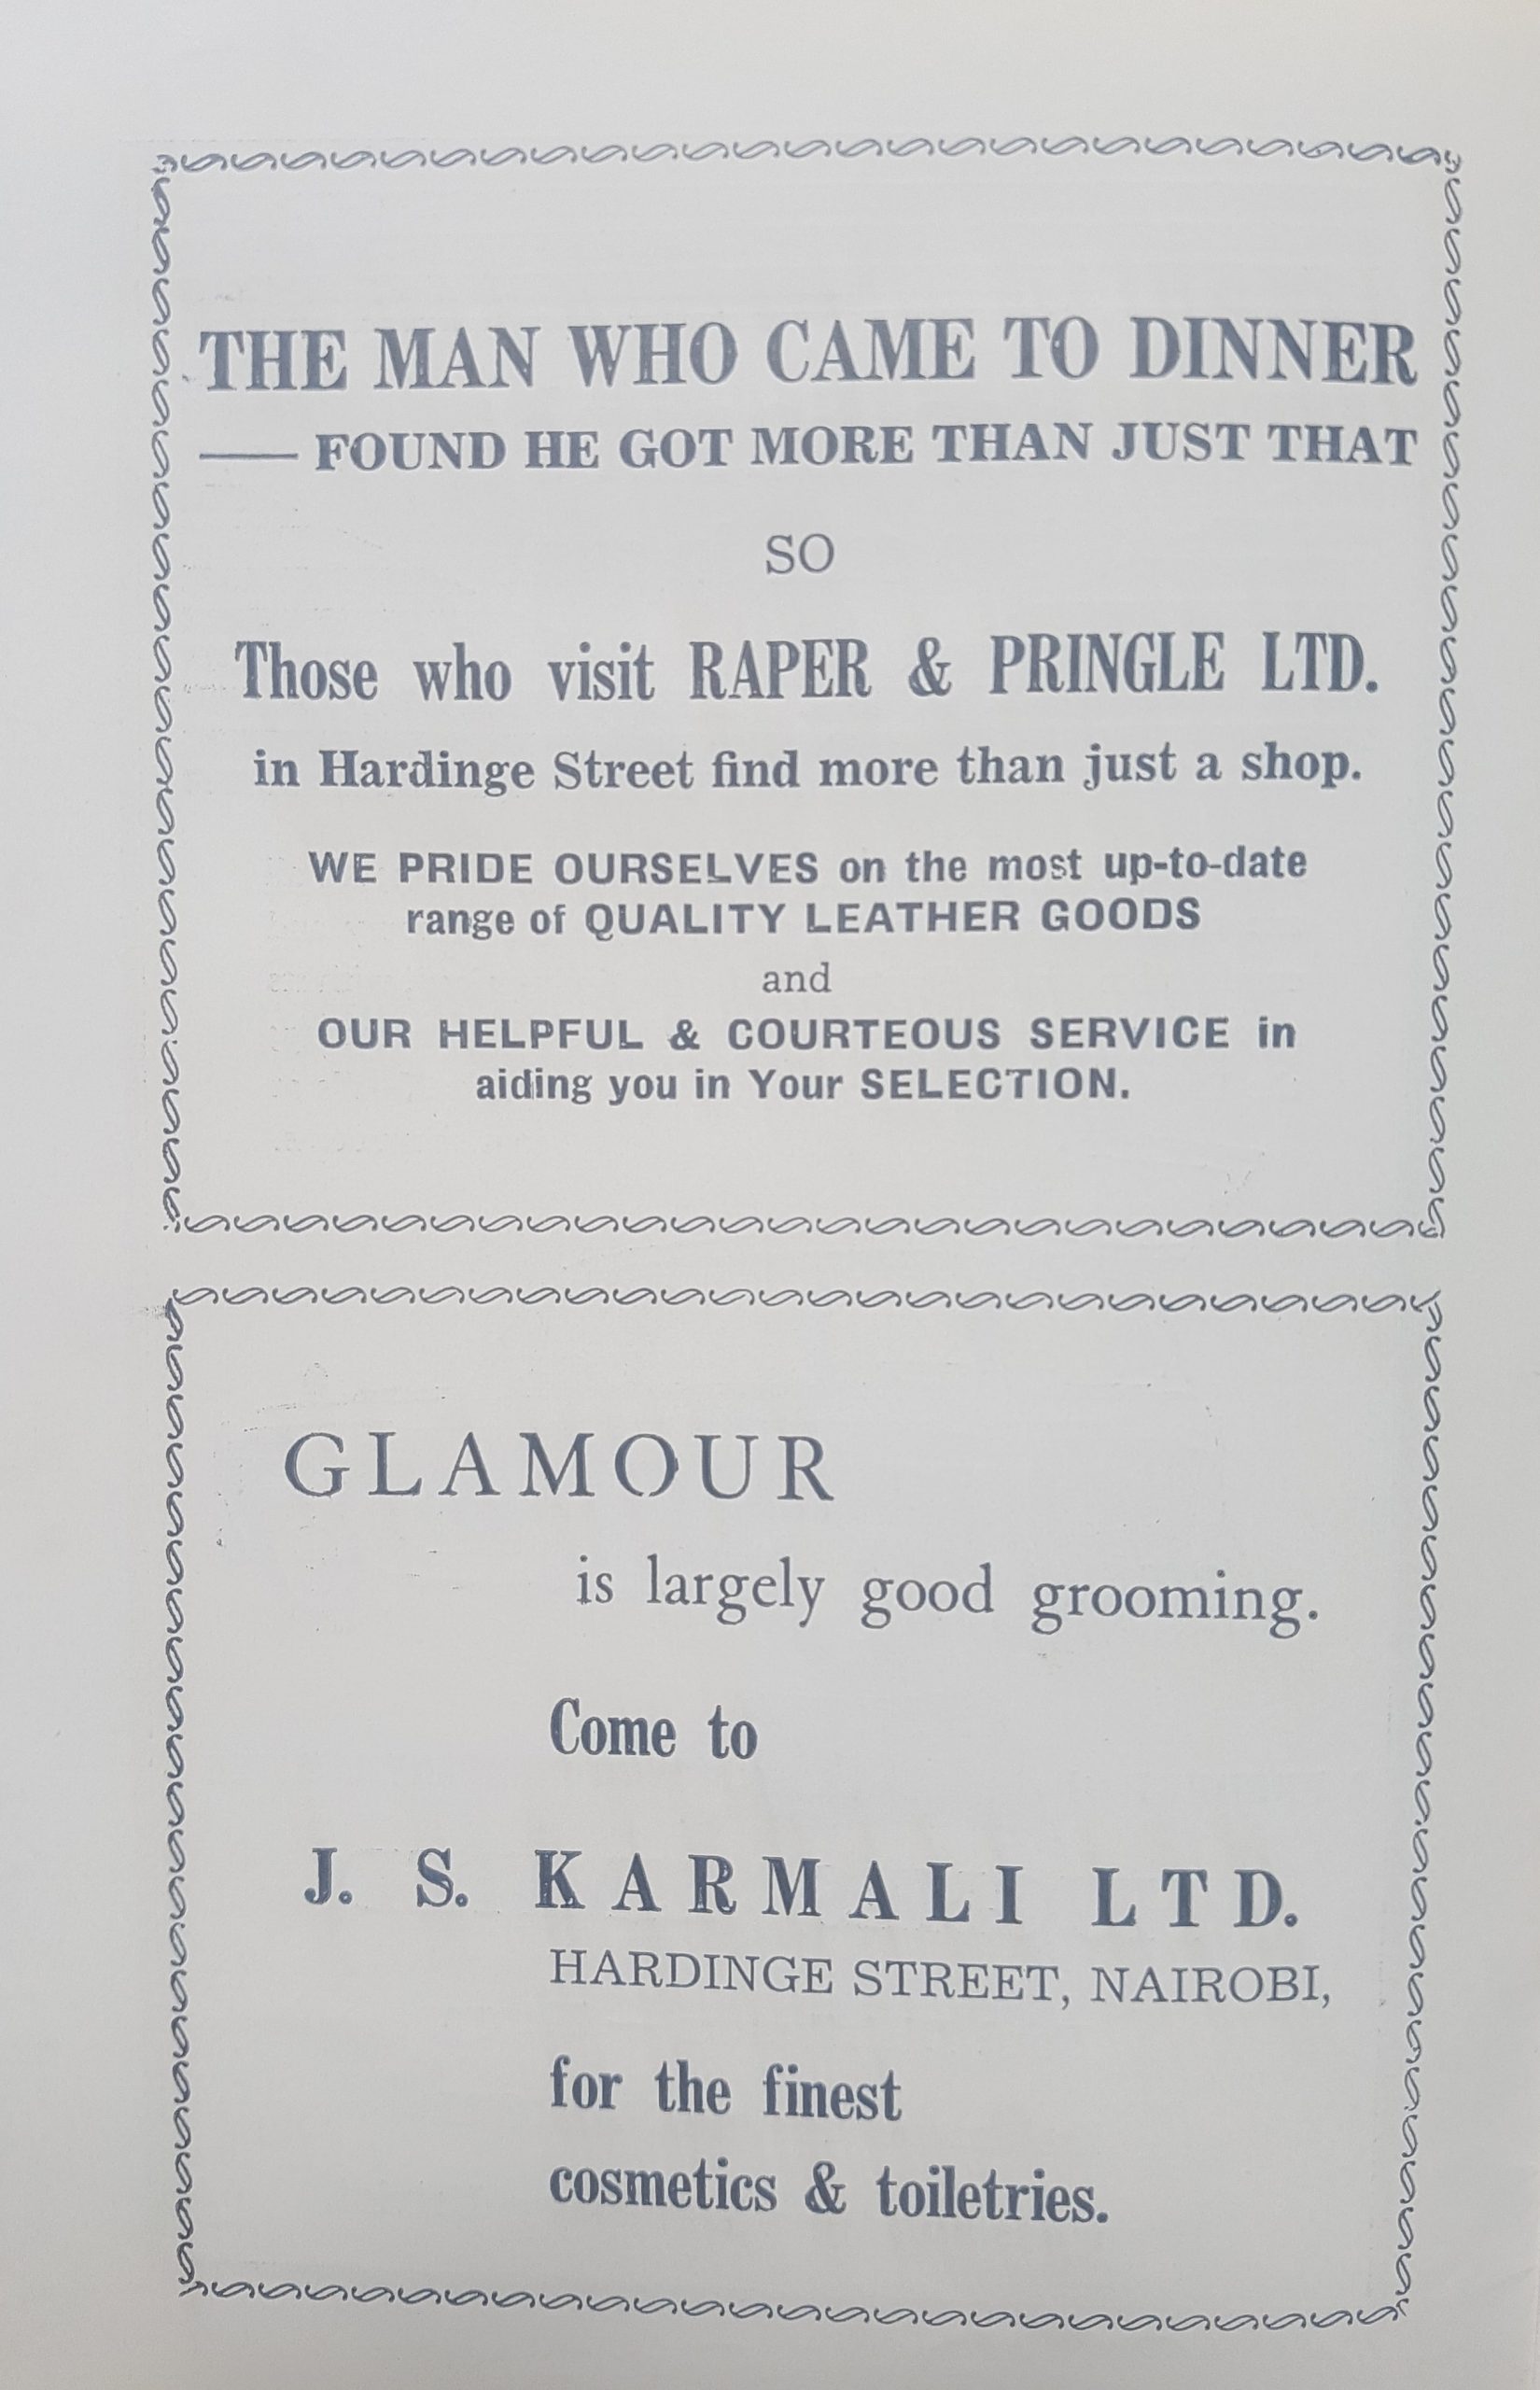 THE MAN WHO CAME TO DINNER
— FOUND HE GOT MORE THAN JUST THAT
SO
Those who visit RAPER & PRINGLE LTD.
in Hardinge Street find more than just a shop.
WE PRIDE OURSELVES on the most up-to-date
range of QUALITY LEATHER GOODS
and
OUR HELPFUL & COURTEOUS SERVICE in
aiding you in Your SELECTION.
GLAMOUR
is largely good grooming.
Come to
J. S. KARMALI LTD.
HARDINGE STREET, NAIROBI,
for the finest
cosmetics & toiletries.